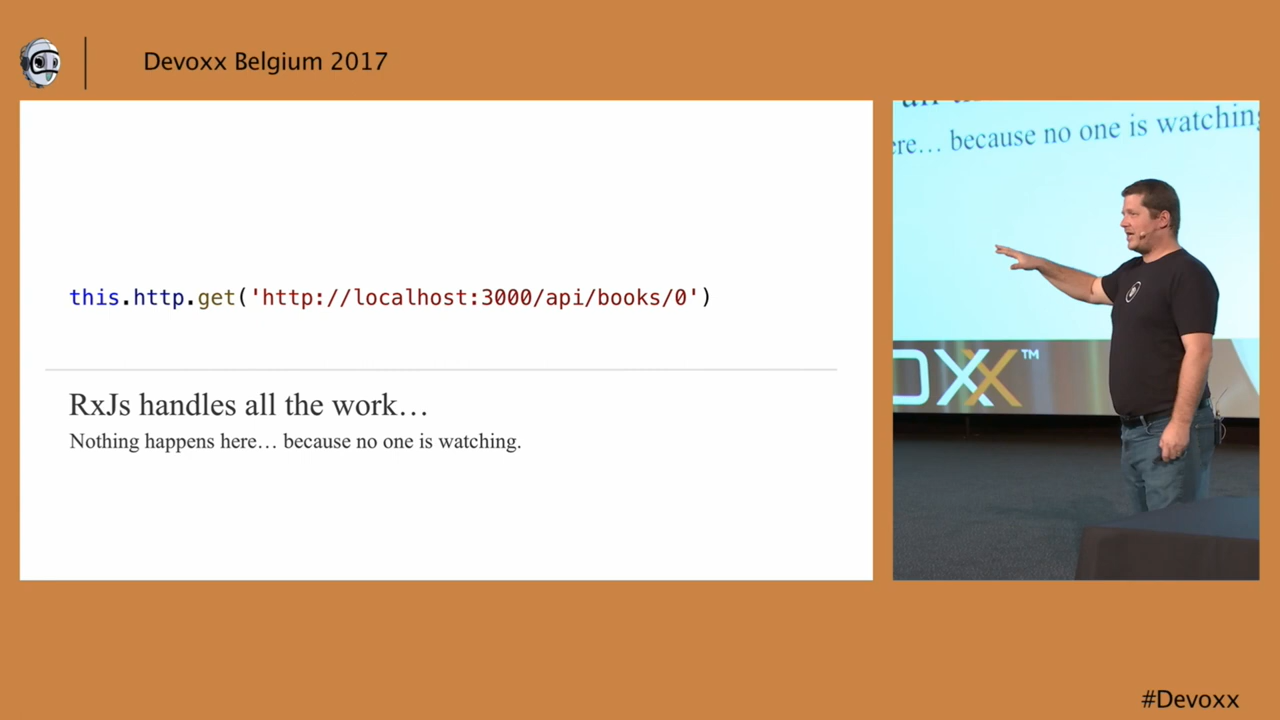 Devoxx Belgium 2017
this.http.get('http://localhost:3000/api/books/0')
RxJs handles all the work…
Nothing happens here… because no one is watching.
ere… because no one is watching
OXX™
#Devoxx